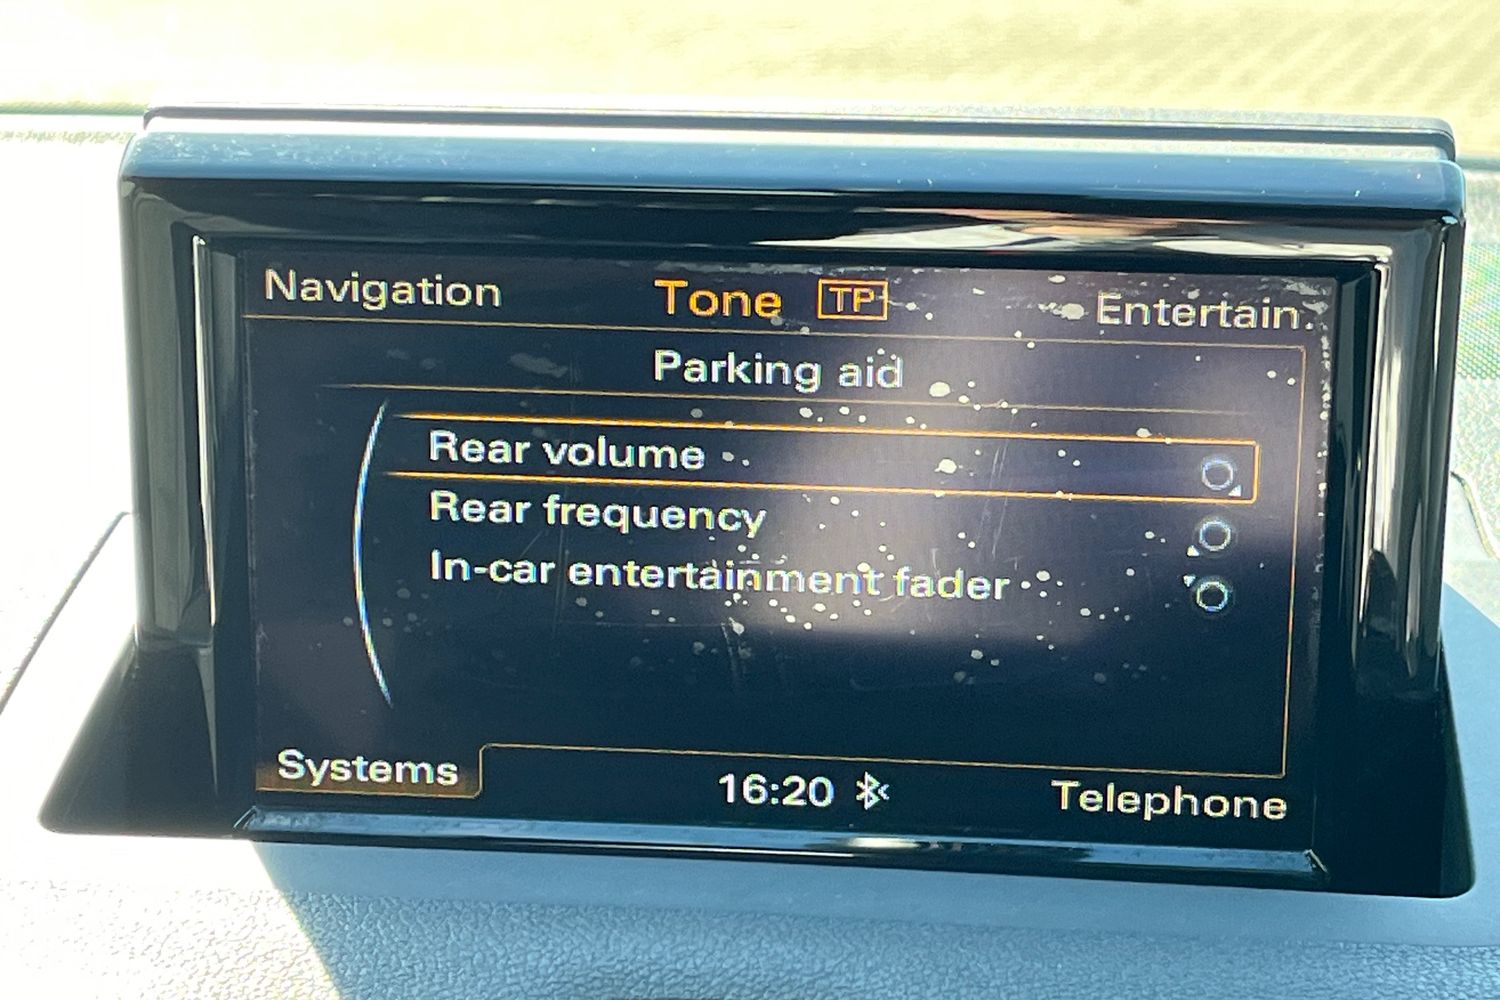 Navigation
Tone TP
Entertain.
Parking aid
Rear volume
Rear frequency
In-car entertainment fader
Systems
16:20
Telephone